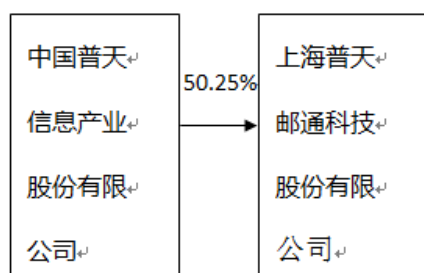 中国普天
信息产业
股份有限
公司
50.25%
上海普天
邮通科技
股份有限
公司